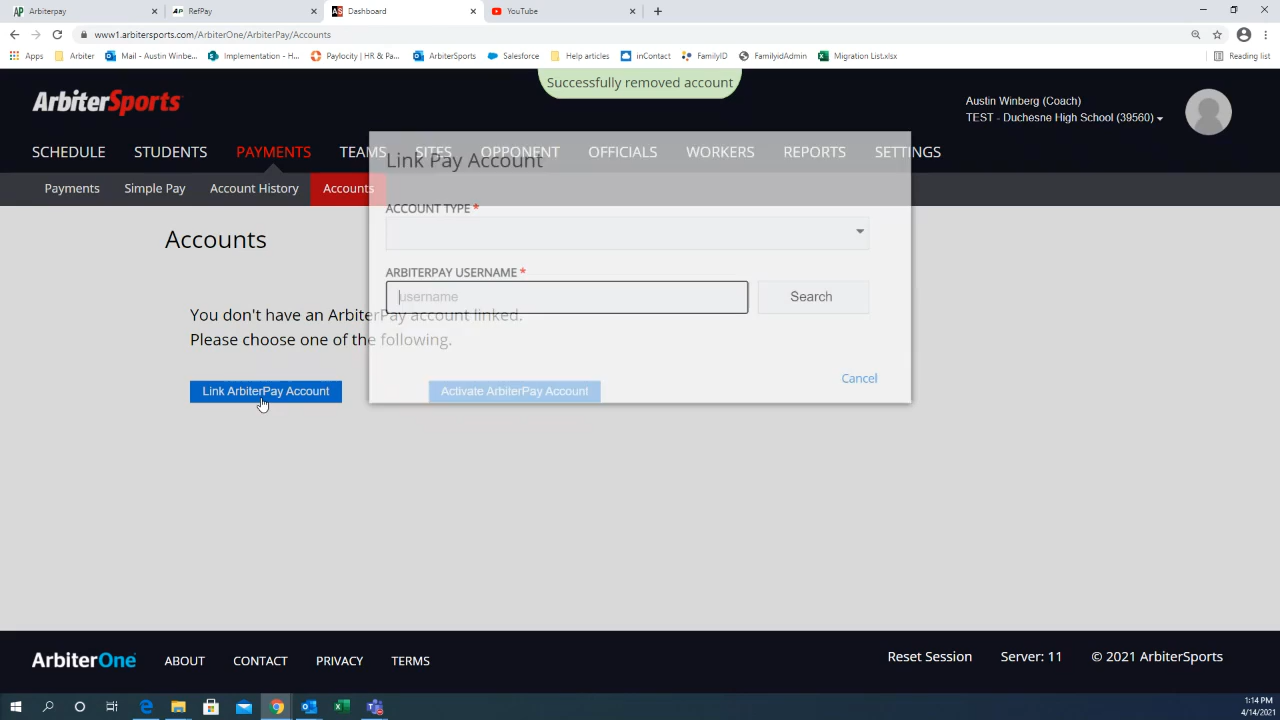 Arbiterpay
RefPay
Dashboard
YouTube
www1.arbitersports.com/ArbiterOne/ArbiterPay/Accounts
Apps
Arbiter
Mail - Austin Winbe...
Implementation - H...
Paylocity | HR & Pa...
ArbiterSports
Salesforce
Help articles
inContact
FamilyID
FamilyidAdmin
Migration List.xlsx
Reading list
Successfully removed account
ArbiterSports
Austin Winberg (Coach)
TEST - Duchesne High School (39560)
SCHEDULE
STUDENTS
PAYMENTS
TEAMS
SITES
OPPONENT
OFFICIALS
WORKERS
REPORTS
SETTINGS
Link Pay Account
Payments
Simple Pay
Account History
Accounts
ACCOUNT TYPE *
Accounts
ARBITERPAY USERNAME *
username
Search
You don't have an ArbiterPay account linked.
Please choose one of the following.
Cancel
Link ArbiterPay Account
Activate ArbiterPay Account
ArbiterOne
ABOUT
CONTACT
PRIVACY
TERMS
Reset Session
Server: 11
© 2021 ArbiterSports
1:14 PM
4/14/2021